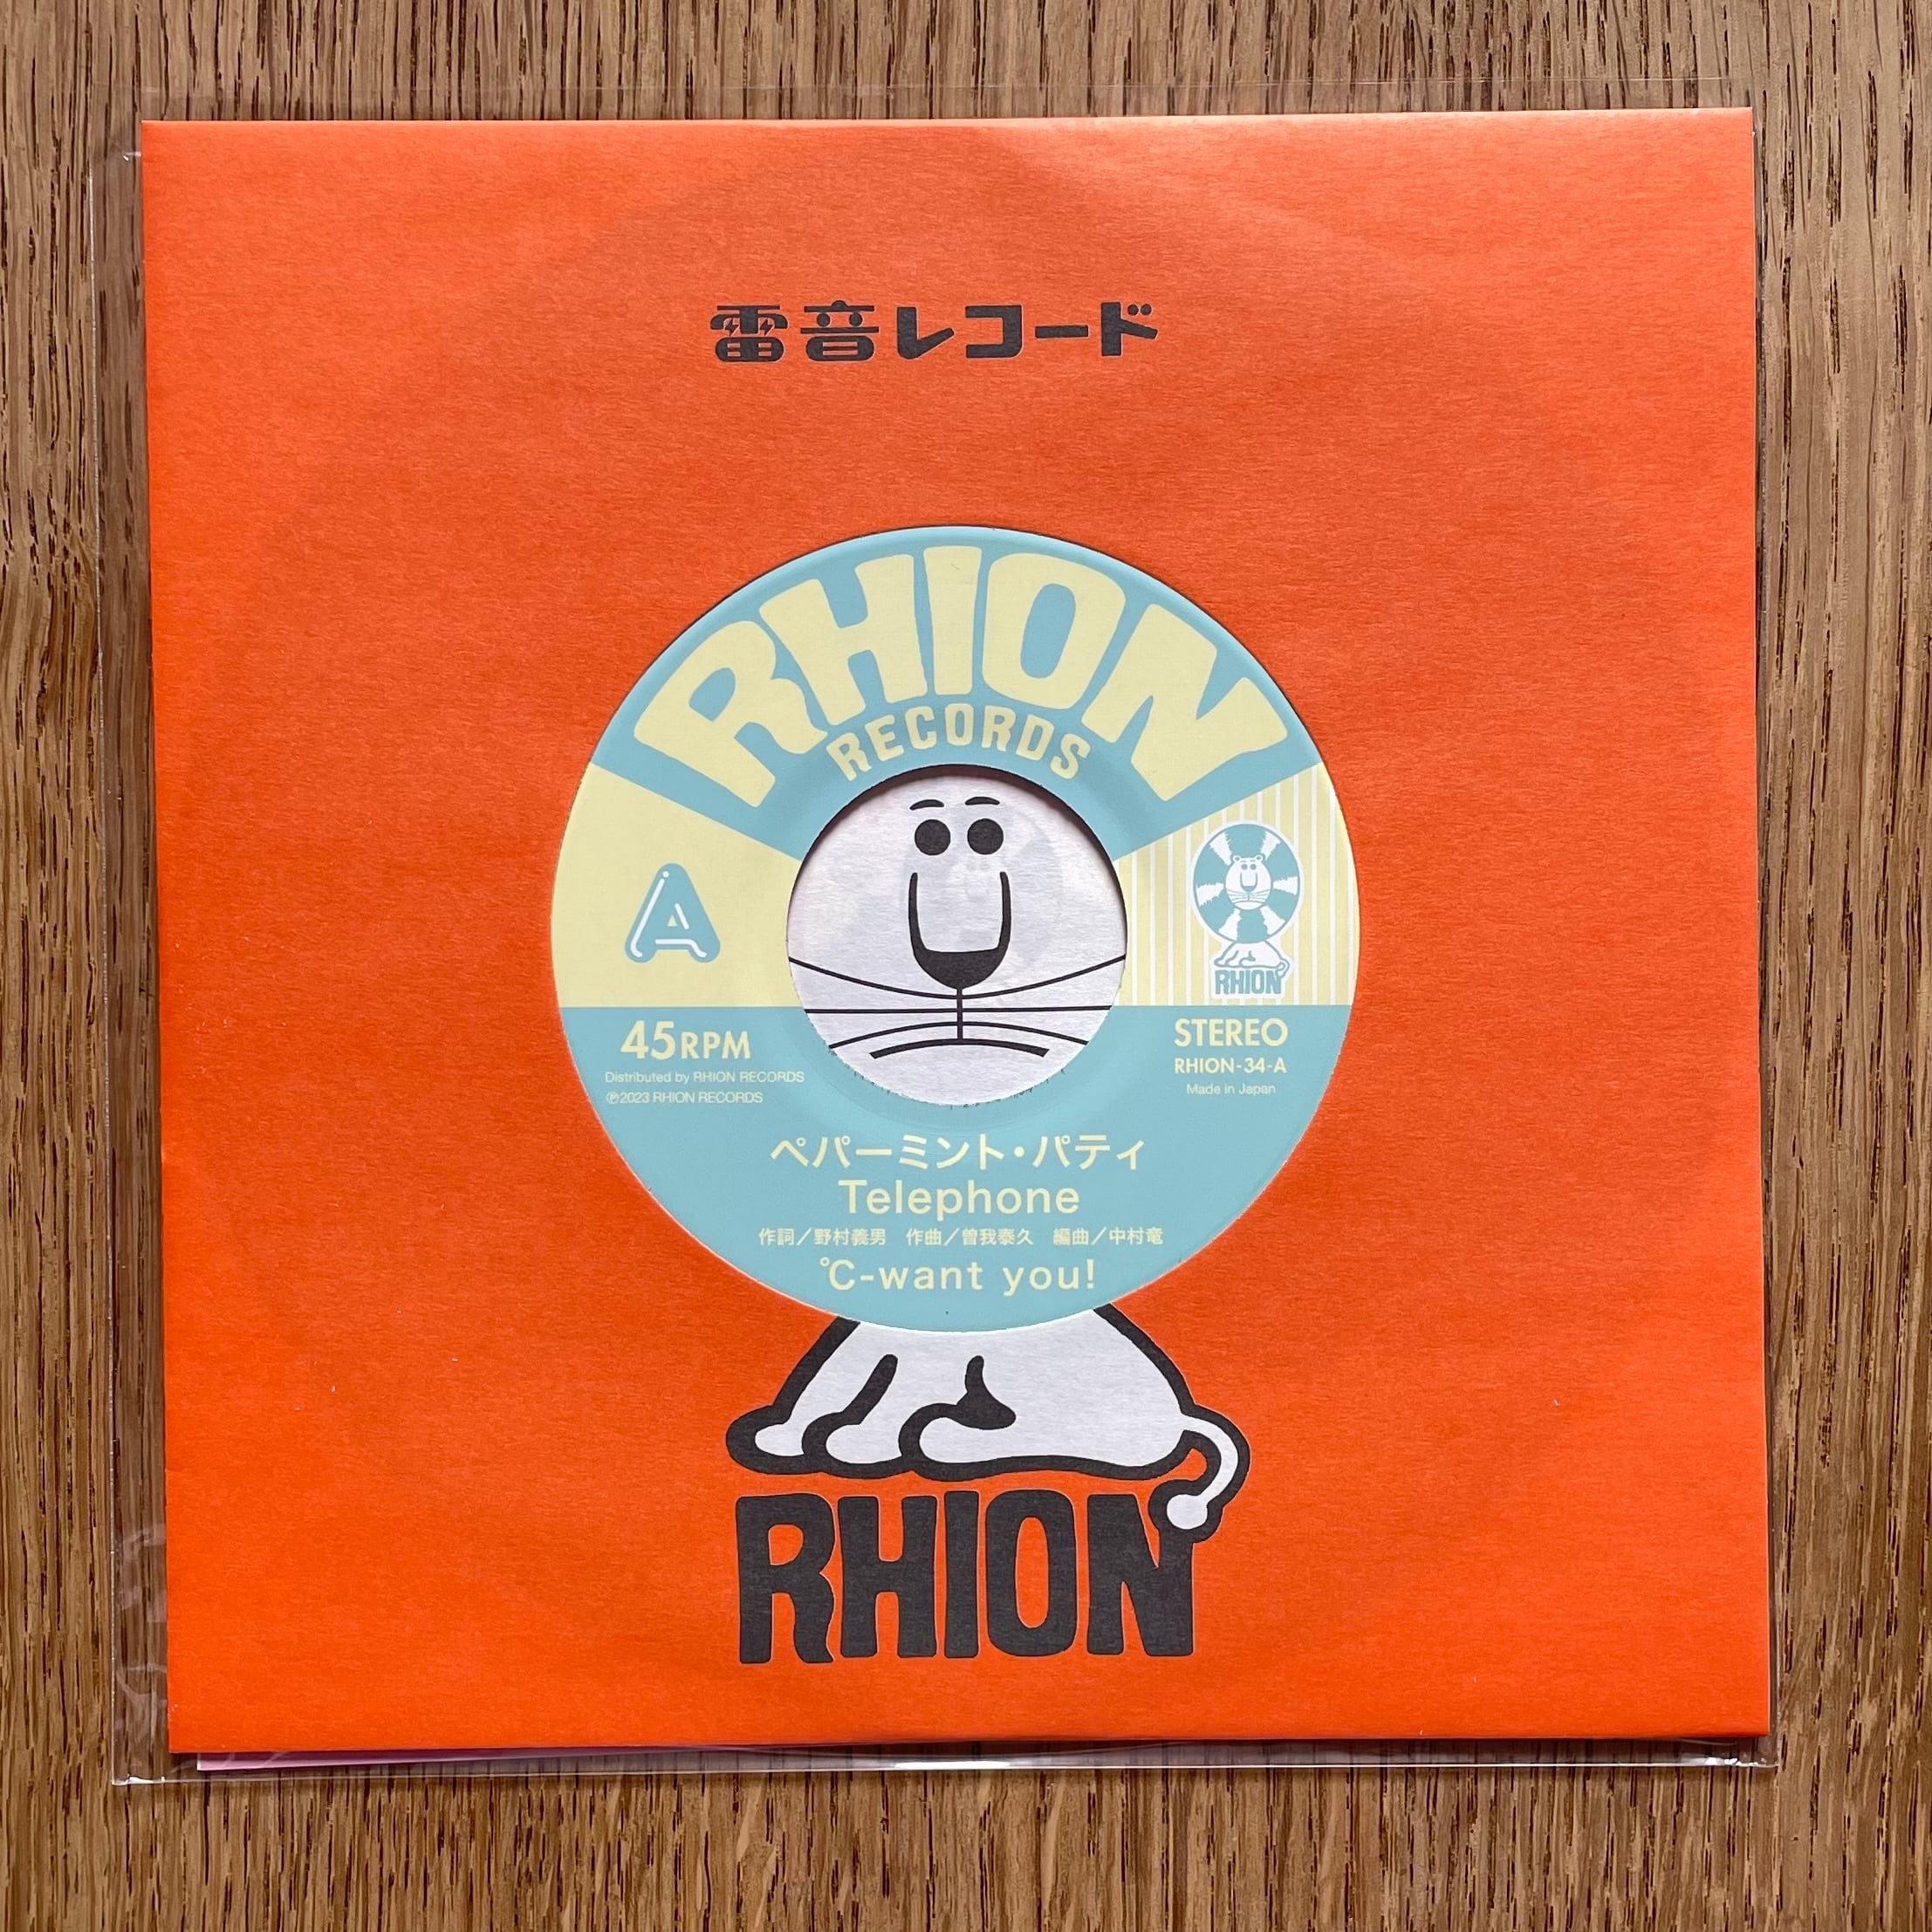 雷音レコード
RHION
RECORDS
A
RHION
45RPM
Distributed by RHION RECORDS
Ⓟ2023 RHION RECORDS
STEREO
RHION-34-A
Made in Japan
ペパーミント・パティ
Telephone
作詞／野村義男 作曲／曽我泰久 編曲／中村竜
℃-want you!
RHION